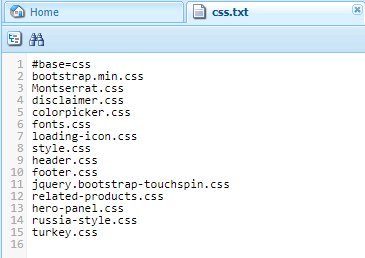 Home
css.txt
1 #base=css
2 bootstrap.min.css
3 Montserrat.css
4 disclaimer.css
5 colorpicker.css
6 fonts.css
7 loading-icon.css
8 style.css
9 header.css
10 footer.css
11 jquery.bootstrap-touchspin.css
12 related-products.css
13 hero-panel.css
14 russia-style.css
15 turkey.css
16